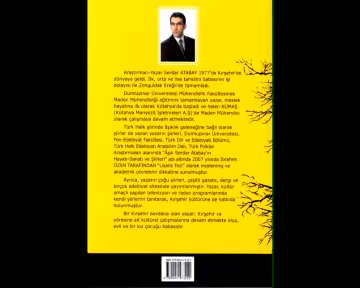 Araştırmacı-Yazar Serdar ATABAY 1977'de Kırşehir'de
dünyaya geldi. İlk, orta ve lise tahsilini babasının işi
dolayısı ile Zonguldak Ereğli'de tamamladı.
Dumlupınar Üniversitesi Mühendislik Fakültesinde
Maden Mühendisliği eğitimini tamamlayan yazar, meslek
hayatına ilk olarak Kütahya'da başladı ve halen KÜMAŞ
(Kütahya Manyezit İşletmeleri A.Ş)'de Maden Mühendisi
olarak çalışmaya devam etmektedir.
Türk halk şiirinde âşıklık geleneğine bağlı olarak
şiirler de yazan yazarın şiirleri, Dumlupınar Üniversitesi,
Fen-Edebiyat Fakültesi, Türk Dili ve Edebiyatı Bölümü,
Türk Halk Edebiyatı Anabilim Dalı, Türk Folklor
Araştırmaları alanında "Âşık Serdar Atabay'ın
Hayatı-Sanatı ve Şiirleri" adı altında 2007 yılında İbrahim
ÖZEN TARAFINDAN "Lisans Tezi" olarak incelenmiş ve
akademik çevrelerin dikkatine sunulmuştur.
Ayrıca, yazarın çoğu şiirleri, çeşitli gazete, dergi ve
birçok edebiyat sitesinde yayımlanmıştır. Yazar, kültür
amaçlı yapılan televizyon ve radyo programlarında
kendi şiirlerini tanıtarak, Kırşehir kültürüne de katkıda
bulunmuştur.
Bir Kırşehir sevdalısı olan yazar, Kırşehir ve
yöresine ait kültürel çalışmalarına devam etmekte olup,
evli ve bir kız çocuğu babasıdır.